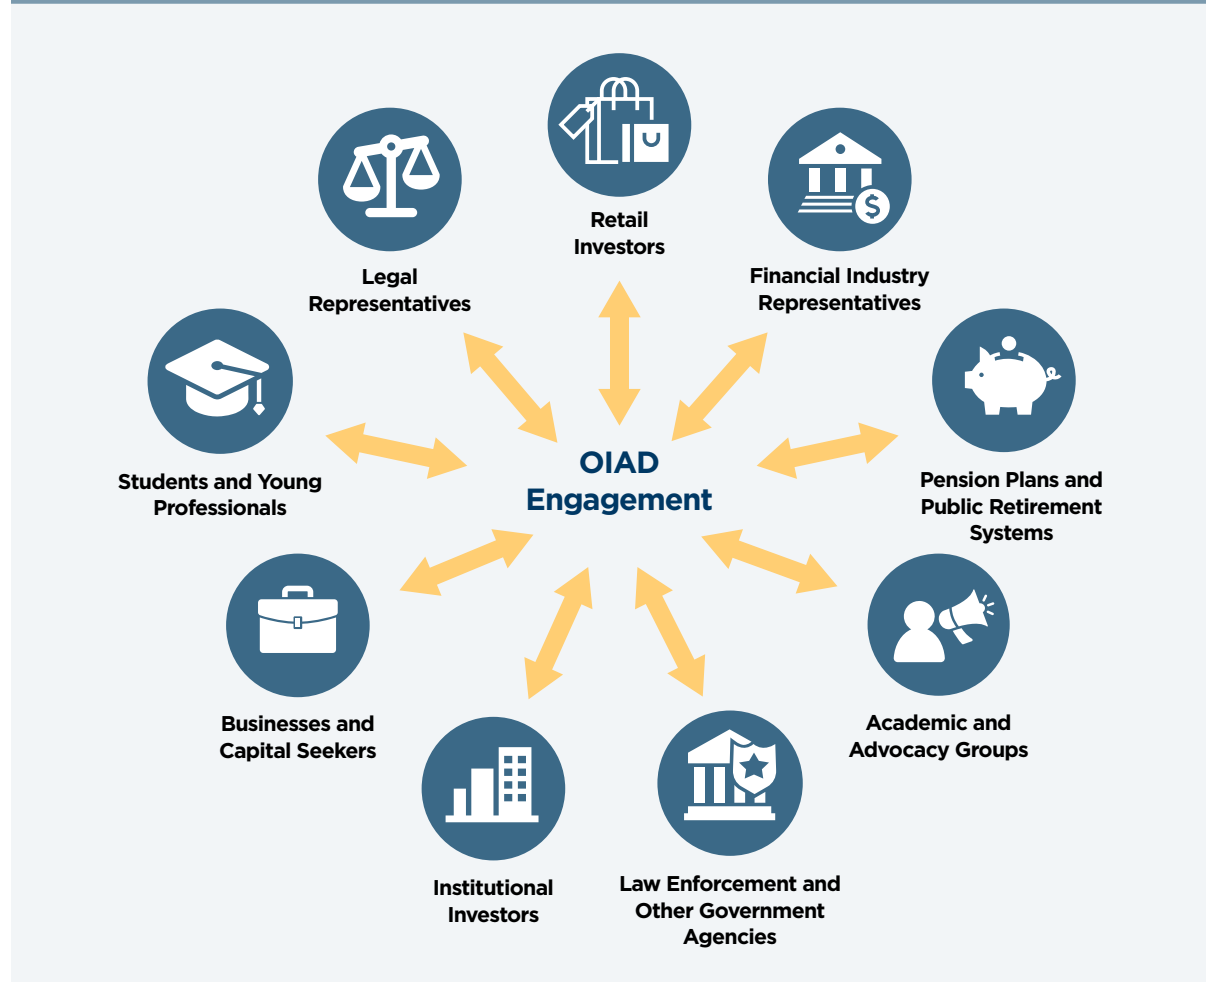 Retail
Investors
Legal
Representatives
Financial Industry
Representatives
Students and Young
Professionals
OIAD
Engagement
Pension Plans and
Public Retirement
Systems
Businesses and
Capital Seekers
Academic and
Advocacy Groups
Institutional
Investors
Law Enforcement and
Other Government
Agencies
$